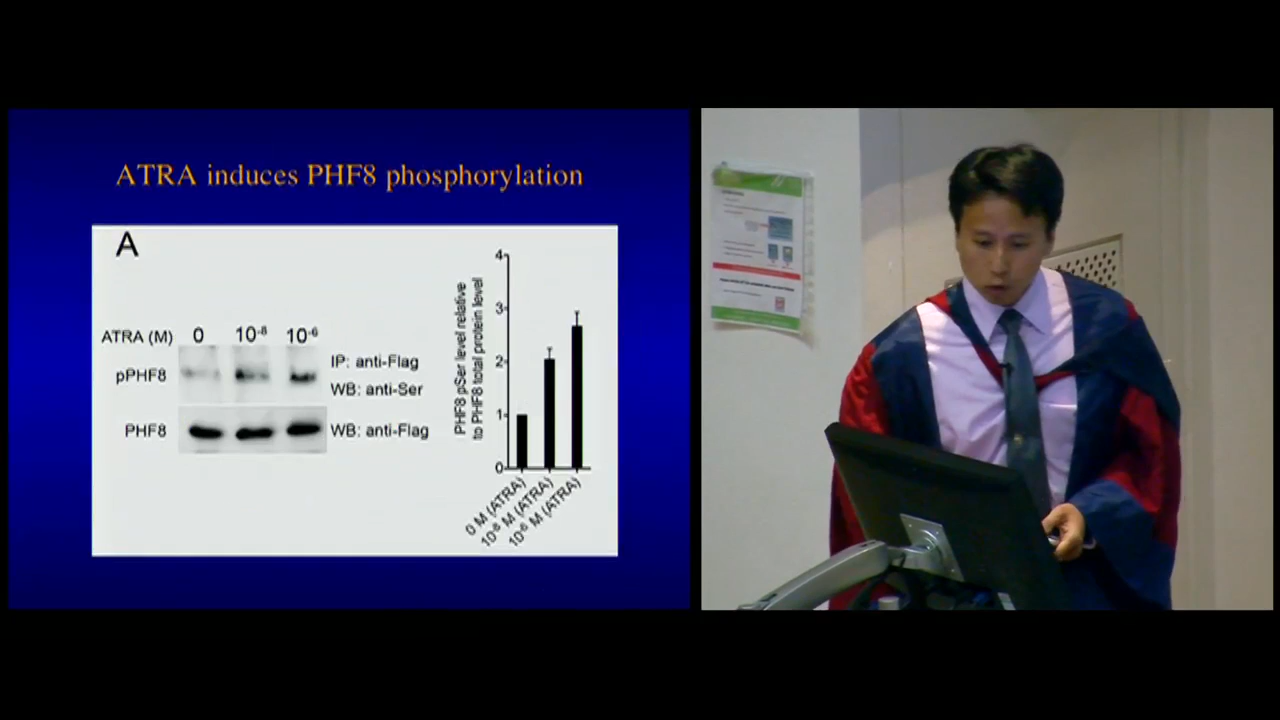 ATRA induces PHF8 phosphorylation
A
ATRA (M) 0 10-8 10-6
pPHF8
IP: anti-Flag
WB: anti-Ser
PHF8
WB: anti-Flag
PHF8 pSer level relative
to PHF8 total protein level
4
3
2
1
0
0 M (ATRA)
10-8 M (ATRA)
10-6 M (ATRA)